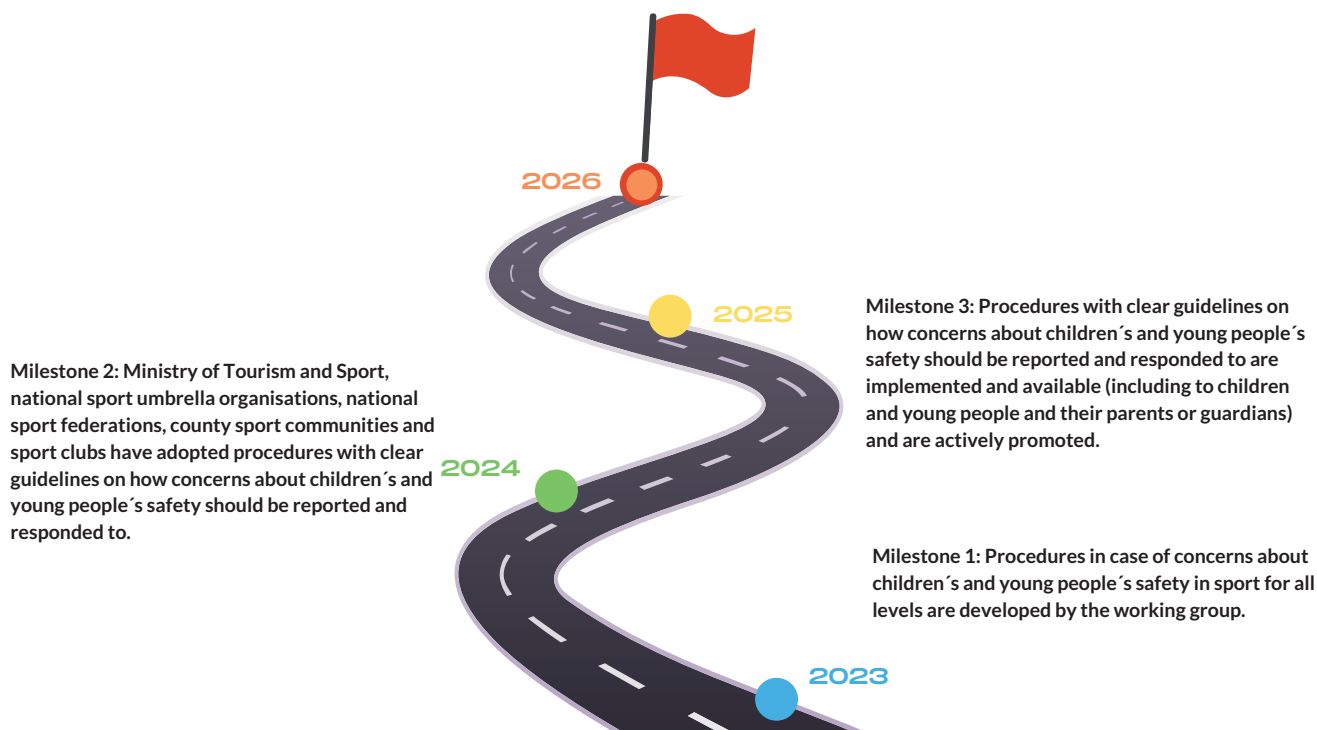 2026
2025
Milestone 3: Procedures with clear guidelines on
how concerns about children´s and young people´s
safety should be reported and responded to are
implemented and available (including to children
and young people and their parents or guardians)
and are actively promoted.
Milestone 2: Ministry of Tourism and Sport,
national sport umbrella organisations, national
sport federations, county sport communities and
sport clubs have adopted procedures with clear
guidelines on how concerns about children´s and
young people´s safety should be reported and
responded to.
2024
Milestone 1: Procedures in case of concerns about
children´s and young people´s safety in sport for all
levels are developed by the working group.
2023